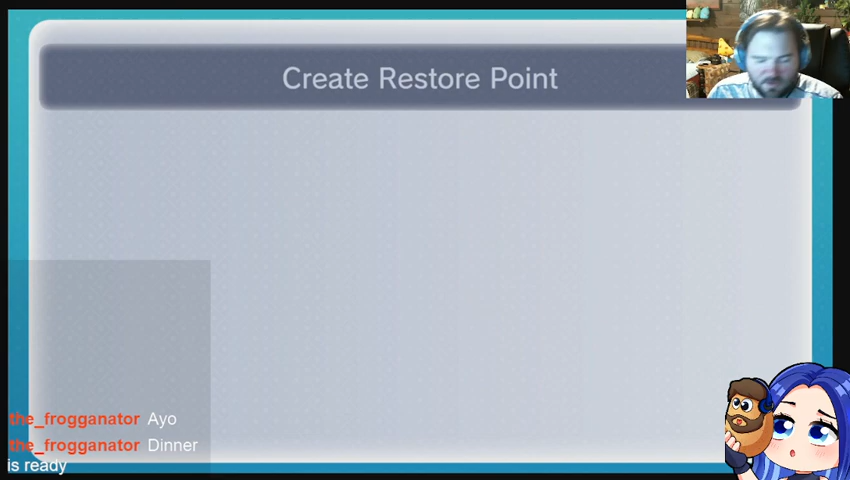 Create Restore Point
the_frogganator Ayo
the_frogganator Dinner
is ready